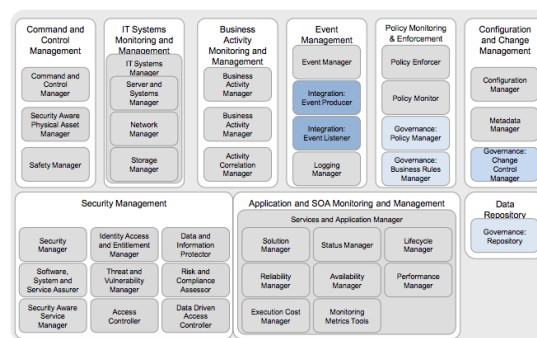 Command and
Control
Management
Command and
Control
Manager
Security Aware
Physical Asset
Manager
Safety Manager
IT Systems
Monitoring and
Management
IT Systems
Manager
Server and
Systems
Manager
Network
Manager
Storage
Manager
Business
Activity
Monitoring and
Management
Business
Activity
Manager
Business
Activity
Manager
Activity
Correlation
Manager
Event
Management
Event Manager
Integration:
Event Producer
Integration:
Event Listener
Logging
Manager
Policy Monitoring
& Enforcement
Policy Enforcer
Policy Monitor
Governance:
Policy Manager
Governance:
Business Rules
Manager
Configuration
and Change
Management
Configuration
Manager
Metadata
Manager
Governance:
Change
Control Manager
Security Management
Security
Manager
Identity Access
and Entitlement
Manager
Data and
Information
Protector
Software,
System and
Service Assurer
Threat and
Vulnerability
Manager
Risk and
Compliance
Assessor
Security Aware
Service
Manager
Access
Controller
Data Driven
Access
Controller
Application and SOA Monitoring and Management
Services and Application Manager
Solution
Manager
Status Manager
Lifecycle
Manager
Reliability
Manager
Availability
Manager
Performance
Manager
Execution Cost
Manager
Monitoring
Metrics Tools
Data
Repository
Governance:
Repository